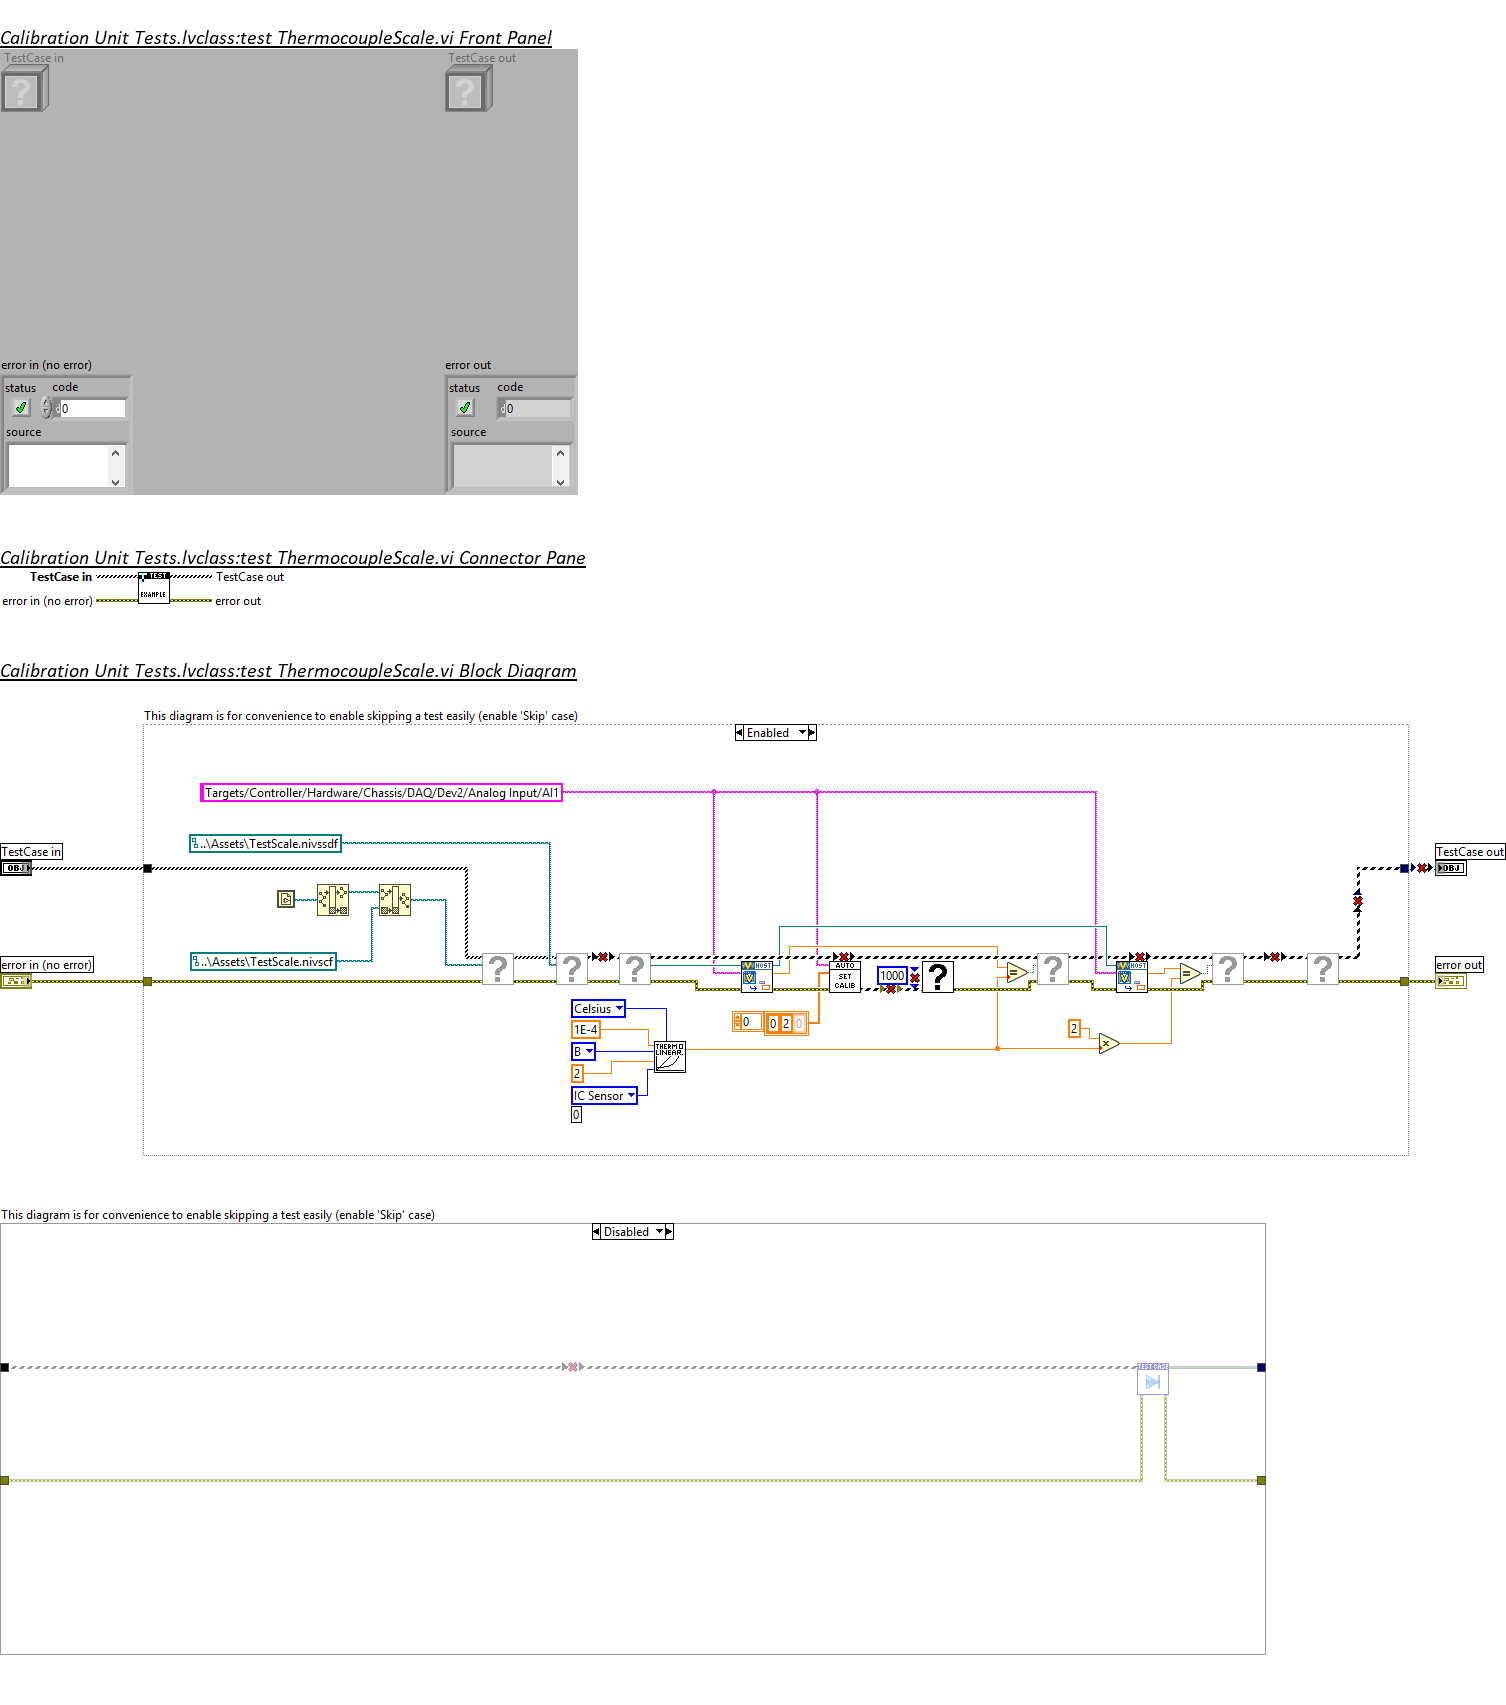 Calibration Unit Tests.lvclass:test ThermocoupleScale.vi Front Panel
TestCase in
TestCase out
?
?
error in (no error)
error out
status code
status code
d0
d0
source
source
Calibration Unit Tests.lvclass:test ThermocoupleScale.vi Connector Pane
TestCase in
TEST
TestCase out
error in (no error)
EXAMPLE
error out
Calibration Unit Tests.lvclass:test ThermocoupleScale.vi Block Diagram
This diagram is for convenience to enable skipping a test easily (enable 'Skip' case)
Enabled
Targets/Controller/Hardware/Chassis/DAQ/Dev2/Analog Input/AI1
..\Assets\TestScale.nivssdf
TestCase in
TestCase out
OBJ
OBJ
..\Assets\TestScale.nivscf
error in (no error)
error out
? ? ?
HOST
AUTO
SET
CALIB
1000
?
=
?
HOST
=
? ?
Celsius
0
0 2 0
1E-4
2
B
THERMO
LINEAR.
×
2
IC Sensor
0
This diagram is for convenience to enable skipping a test easily (enable 'Skip' case)
Disabled
TEST CASE